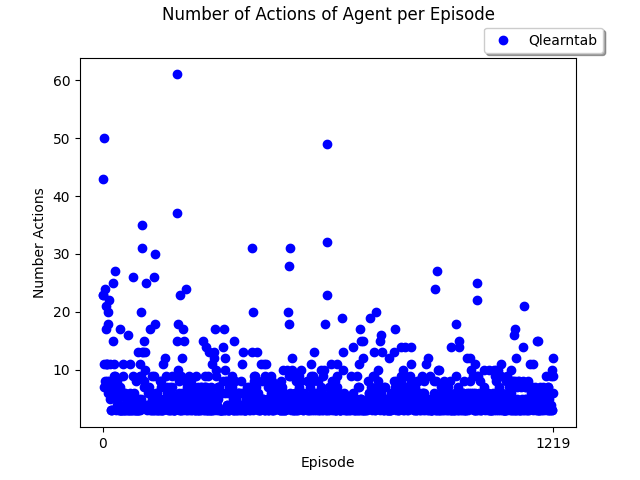 Number of Actions of Agent per Episode
Qlearntab
60
50
40
30
20
10
Number Actions
0
1219
Episode